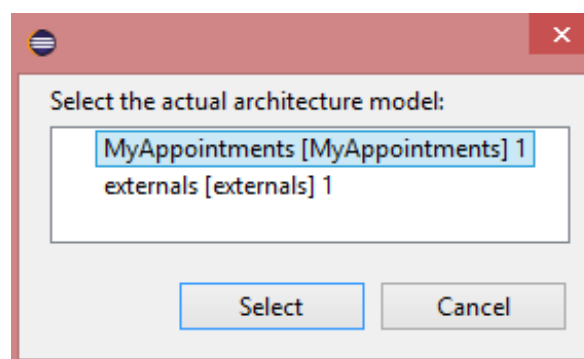 Select the actual architecture model:
MyAppointments [MyAppointments] 1
externals [externals] 1
Select
Cancel